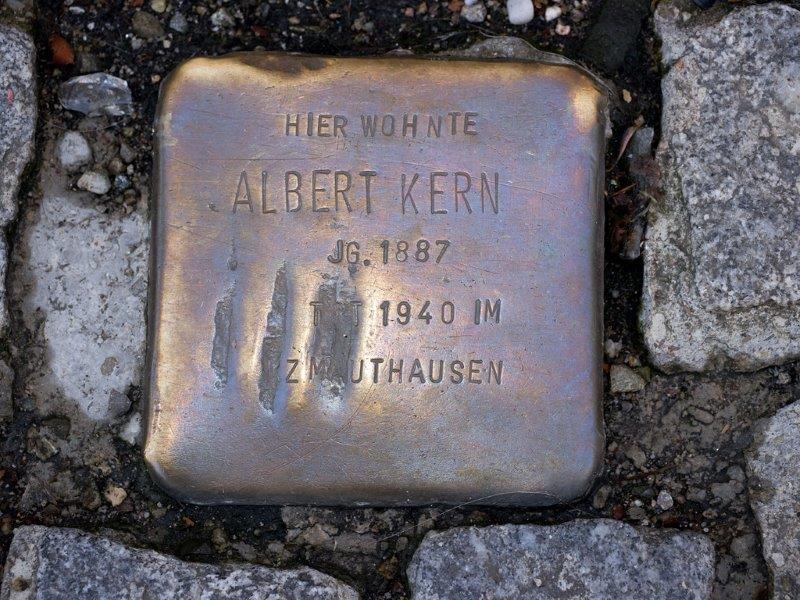 HIER WOHNTE
ALBERT KERN
JG. 1887
1940 IM
MAUTHAUSEN